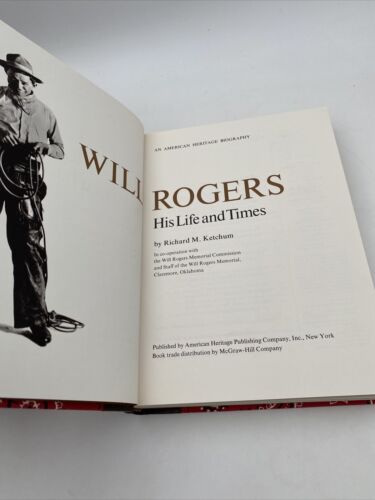 AN AMERICAN HERITAGE BIOGRAPHY
WILL ROGERS
His Life and Times
by Richard M. Ketchum
In co-operation with
the Will Rogers Memorial Commission
and Staff of the Will Rogers Memorial,
Claremore, Oklahoma
Published by American Heritage Publishing Company, Inc., New York
Book trade distribution by McGraw-Hill Company